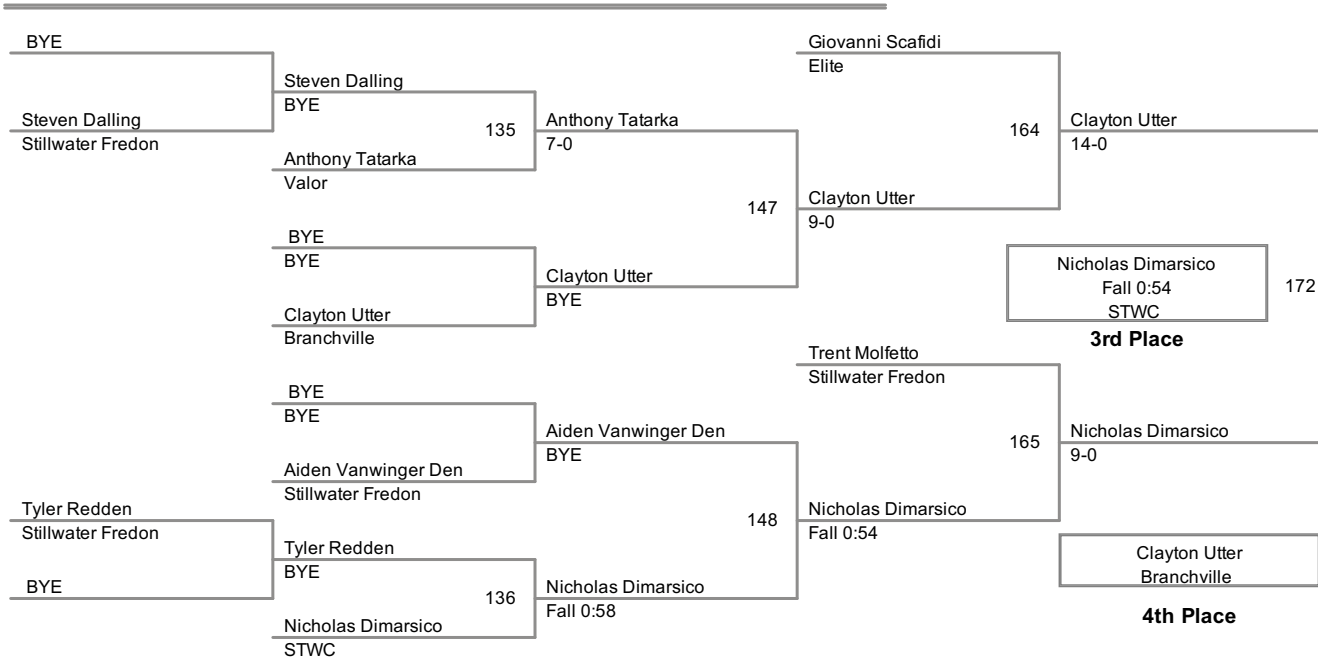 BYE
Giovanni Scafidi
Elite
Steven Dalling
BYE
Steven Dalling
Stillwater Fredon
135
Anthony Tatarka
7-0
164
Clayton Utter
14-0
Anthony Tatarka
Valor
147
Clayton Utter
9-0
BYE
BYE
Clayton Utter
BYE
Nicholas Dimarsico
Fall 0:54
STWC
172
3rd Place
Clayton Utter
Branchville
Trent Molfetto
Stillwater Fredon
BYE
BYE
Aiden Vanwinger Den
BYE
165
Nicholas Dimarsico
9-0
Aiden Vanwinger Den
Stillwater Fredon
Tyler Redden
Stillwater Fredon
148
Nicholas Dimarsico
Fall 0:54
Tyler Redden
BYE
Clayton Utter
Branchville
4th Place
BYE
136
Nicholas Dimarsico
Fall 0:58
Nicholas Dimarsico
STWC